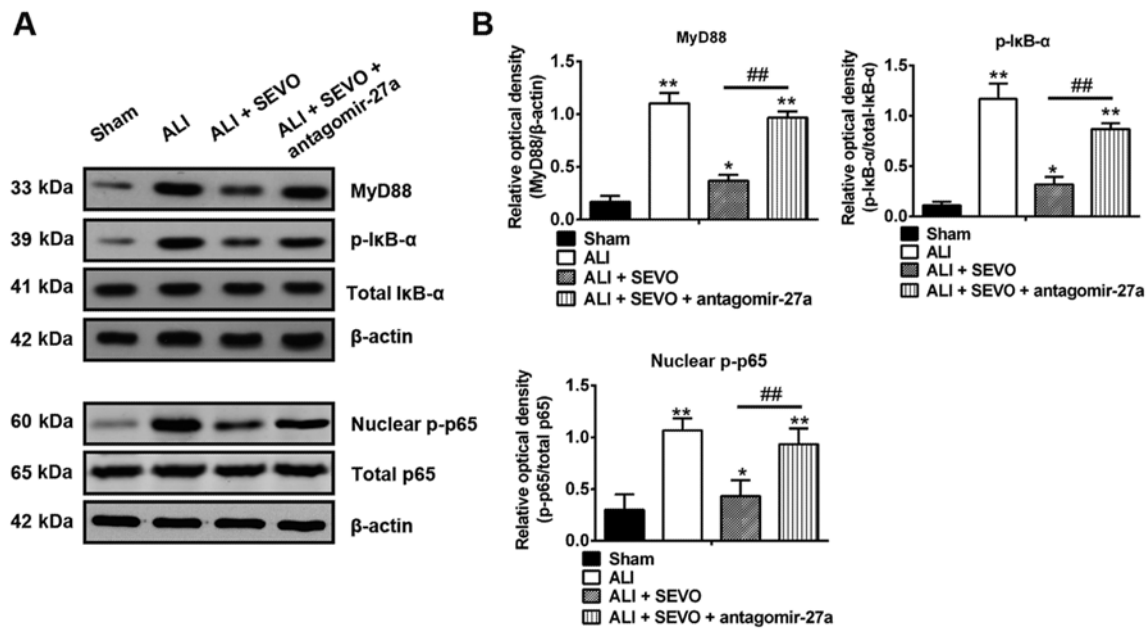 A
Sham
ALI
ALI + SEVO
ALI + SEVO +
antagomir-27a
33 kDa
MyD88
39 kDa
p-IκB-α
41 kDa
Total IκB-α
42 kDa
β-actin
60 kDa
Nuclear p-p65
65 kDa
Total p65
42 kDa
β-actin
B
MyD88
Relative optical density
(MyD88/β-actin)
1.5
1.0
0.5
0.0
**
*
##
**
Sham
ALI
ALI + SEVO
ALI + SEVO + antagomir-27a
p-IκB-α
Relative optical density
(p-IκB-α/total-IκB-α)
1.5
1.0
0.5
0.0
**
*
##
**
Sham
ALI
ALI + SEVO
ALI + SEVO + antagomir-27a
Nuclear p-p65
Relative optical density
(p-p65/total p65)
1.5
1.0
0.5
0.0
**
*
##
**
Sham
ALI
ALI + SEVO
ALI + SEVO + antagomir-27a